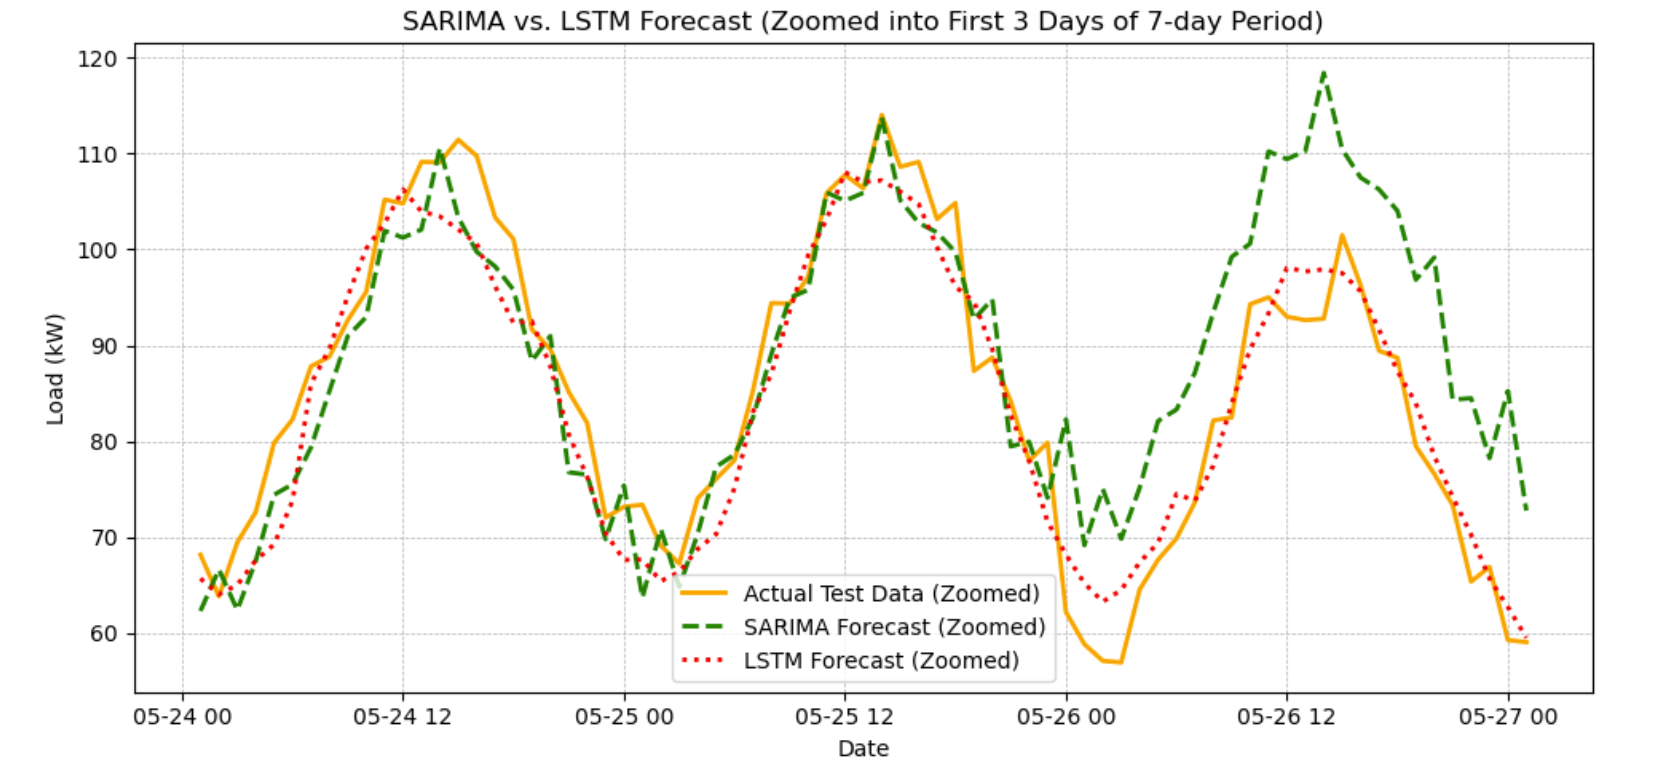 SARIMA vs. LSTM Forecast (Zoomed into First 3 Days of 7-day Period)
120
110
100
90
80
70
60
Load (kW)
Actual Test Data (Zoomed)
SARIMA Forecast (Zoomed)
LSTM Forecast (Zoomed)
05-24 00
05-24 12
05-25 00
05-25 12
05-26 00
05-26 12
05-27 00
Date